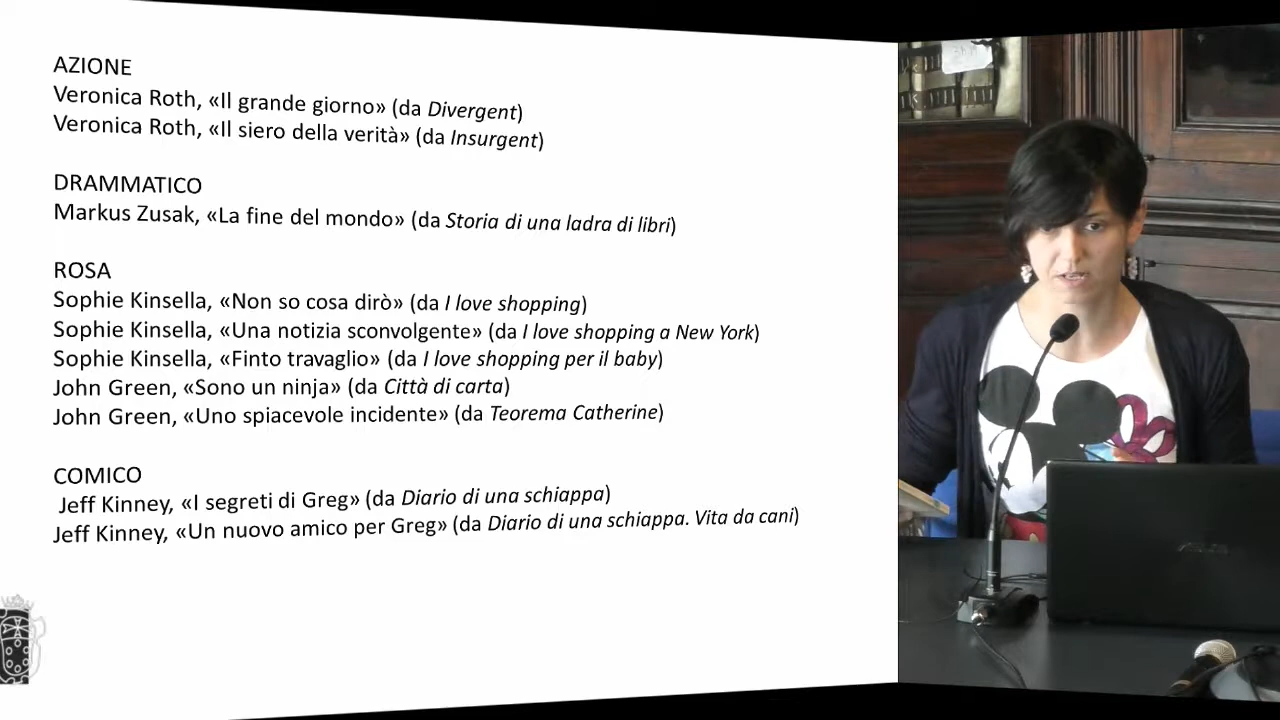 AZIONE
Veronica Roth, «Il grande giorno» (da Divergent)
Veronica Roth, «Il siero della verità» (da Insurgent)
DRAMMATICO
Markus Zusak, «La fine del mondo» (da Storia di una ladra di libri)
ROSA
Sophie Kinsella, «Non so cosa dirò» (da I love shopping)
Sophie Kinsella, «Una notizia sconvolgente» (da I love shopping a New York)
Sophie Kinsella, «Finto travaglio» (da I love shopping per il baby)
John Green, «Sono un ninja» (da Città di carta)
John Green, «Uno spiacevole incidente» (da Teorema Catherine)
COMICO
Jeff Kinney, «I segreti di Greg» (da Diario di una schiappa)
Jeff Kinney, «Un nuovo amico per Greg» (da Diario di una schiappa. Vita da cani)